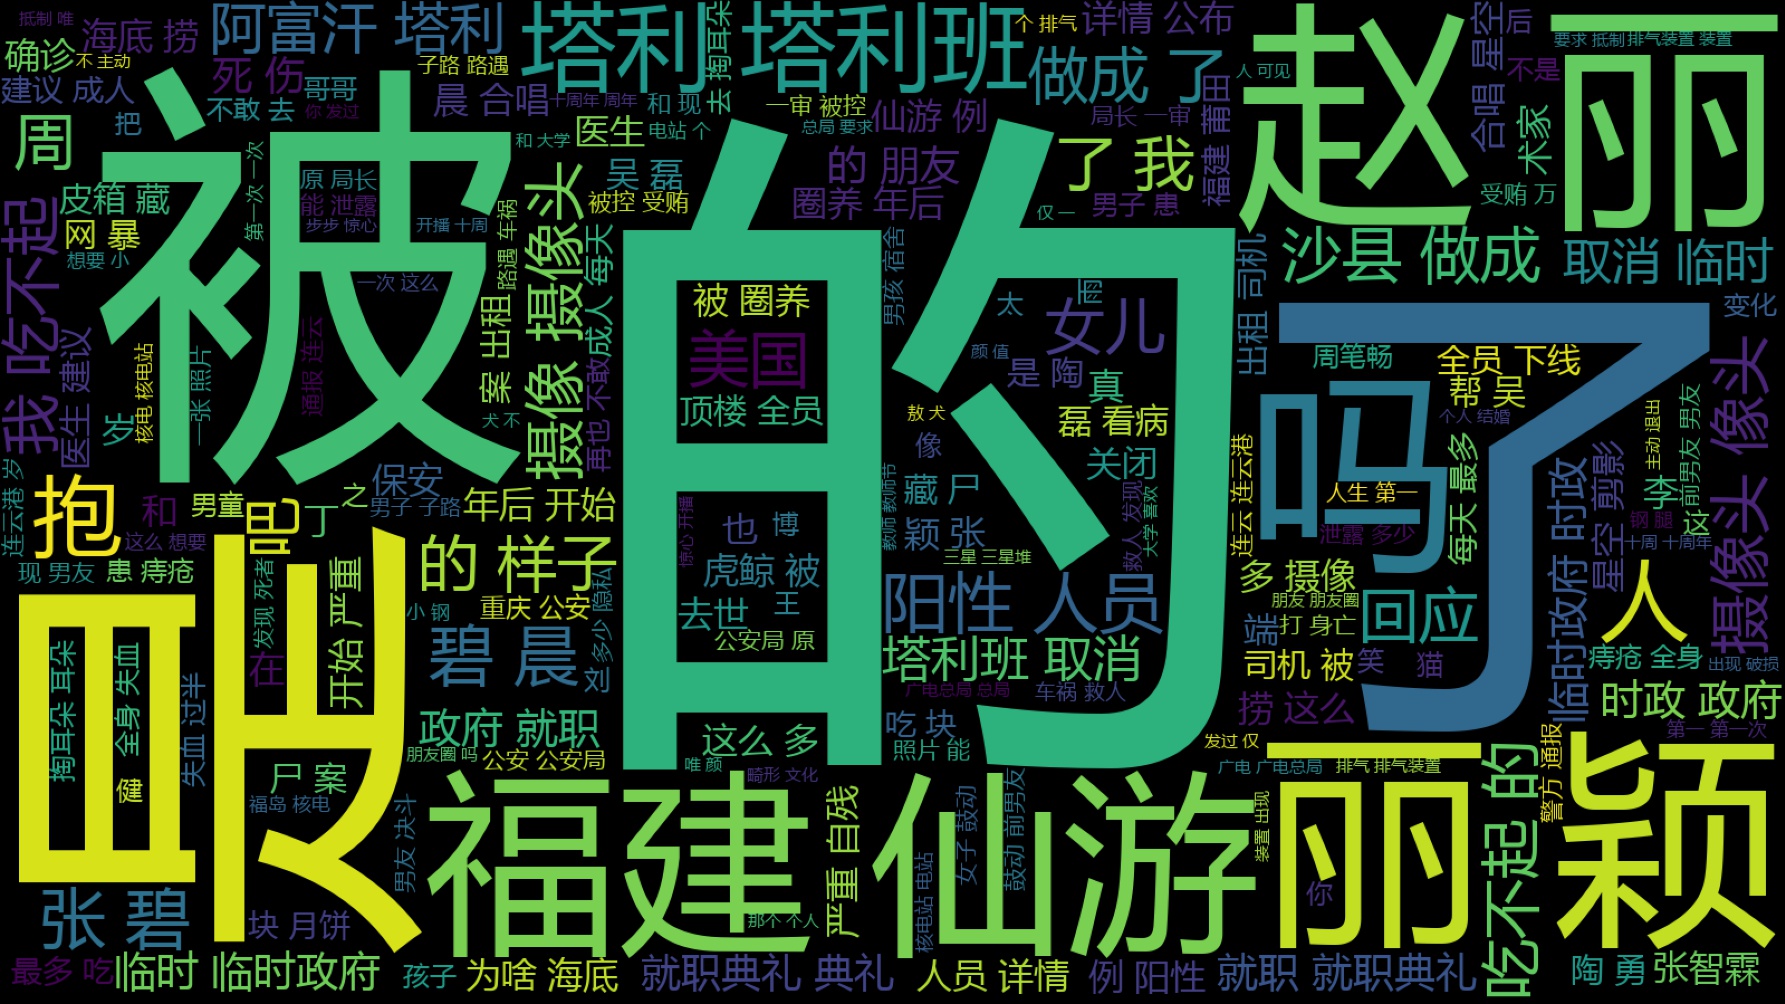 抵制 唯
海底 捞
阿富汗 塔利
塔利 塔利班
个 排气
详情 公布
星空
后
赵
丽
确诊
不 主动
死 伤
哥哥
子路 路遇
去 掏耳朵
做成 了
人 可见
要求 抵制
排气装置 装置
不是
建议 成人
把
不敢 去
你 发过
晨 合唱
十周年 周年
和 现
一审 被控
仙游 例
局长 一审
莆田
福建
合唱
术家
周
被
和 大学
医生
电站 个
总局 要求
的 朋友
了 我
受贿 万
皮箱 藏
原 局长
能 泄露
步步 惊心
第一次 一次
开播 十周
摄像 摄像头
吴 磊
被控 受贿
圈养 年后
仅 一
男子 患
网 暴
想要 小
路遇 车祸
每天
沙县 做成
取消 临时
我 吃不起
一次 这么
成人
的
被 圈养
男孩 宿舍
太
女儿
出租 司机
了
变化
医生 建议
核电 核电站
一张 照片
通报 连云
案 出租
再也 不敢
美国
颜 值
是 陶
真
周笔畅
全员 下线
帮 吴
个人 结婚
岁
犬 不
顶楼 全员
敖 犬
像
磊 看病
吗
主动 退出
前男友 男友
摄像头 像头
连云港 岁
抱
和
男童
吧
丁
之
保安
男子 子路
年后 开始
教师 教师节
藏 尸
关闭
救人 发现
大学 喜欢
连云 连云港
人生 第一
泄露 多少
每天 最多
临时政府 时政
星空 剪影
李
这
钢 腿
十周 十周年
这么 想要
现 男友
患 痔疮
的 样子
惊心 开播
也
博
颖 张
三星 三星堆
虎鲸 被
多 摄像
朋友 朋友圈
回应
人
昆
发现 死者
开始 严重
小 钢
重庆 公安
多少 隐私
去世
王
公安局 原
阳性 人员
端
打 身亡
掏耳朵 耳朵
全身 失血
失血 过半
在
碧 晨
刘
塔利班 取消
司机 被
笑
猫
痔疮 全身
出现 破损
广电总局 总局
车祸 救人
捞 这么
时政 政府
政府 就职
这么 多
吃 块
第一 第一次
健
尸 案
朋友圈 吗
公安 公安局
唯 颜
照片 能
发过 仅
警方 通报
福岛 核电
男友 决斗
畸形 文化
广电 广电总局
排气 排气装置
福建
仙游
丽
颖
严重 自残
女子 鼓动
鼓动 前男友
装置 出现
吃不起 的
张 碧
块 月饼
那个 个人
核电站 电站
你
最多 吃
临时 临时政府
孩子
为啥 海底
就职典礼 典礼
人员 详情
例 阳性
就职 就职典礼
陶 勇
张智霖